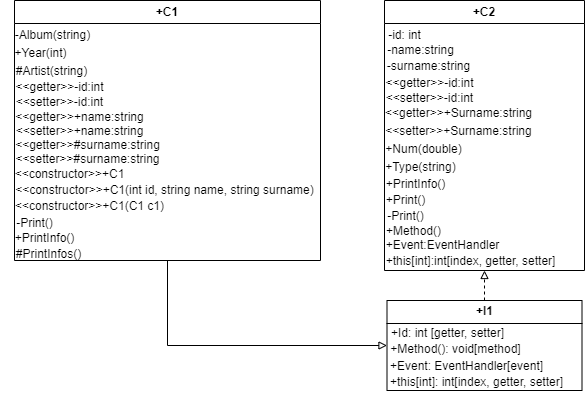 +C1
-Album(string)
+Year(int)
#Artist(string)
<<getter>>-id:int
<<setter>>-id:int
<<getter>>+name:string
<<setter>>+name:string
<<getter>>#surname:string
<<setter>>#surname:string
<<constructor>>+C1
<<constructor>>+C1(int id, string name, string surname)
<<constructor>>+C1(C1 c1)
-Print()
+PrintInfo()
#PrintInfos()
+C2
-id: int
-name:string
-surname:string
<<getter>>-id:int
<<setter>>-id:int
<<getter>>+Surname:string
<<setter>>+Surname:string
+Num(double)
+Type(string)
+PrintInfo()
+Print()
-Print()
+Method()
+Event:EventHandler
+this[int]:int[index, getter, setter]
+I1
+Id: int [getter, setter]
+Method(): void[method]
+Event: EventHandler[event]
+this[int]: int[index, getter, setter]